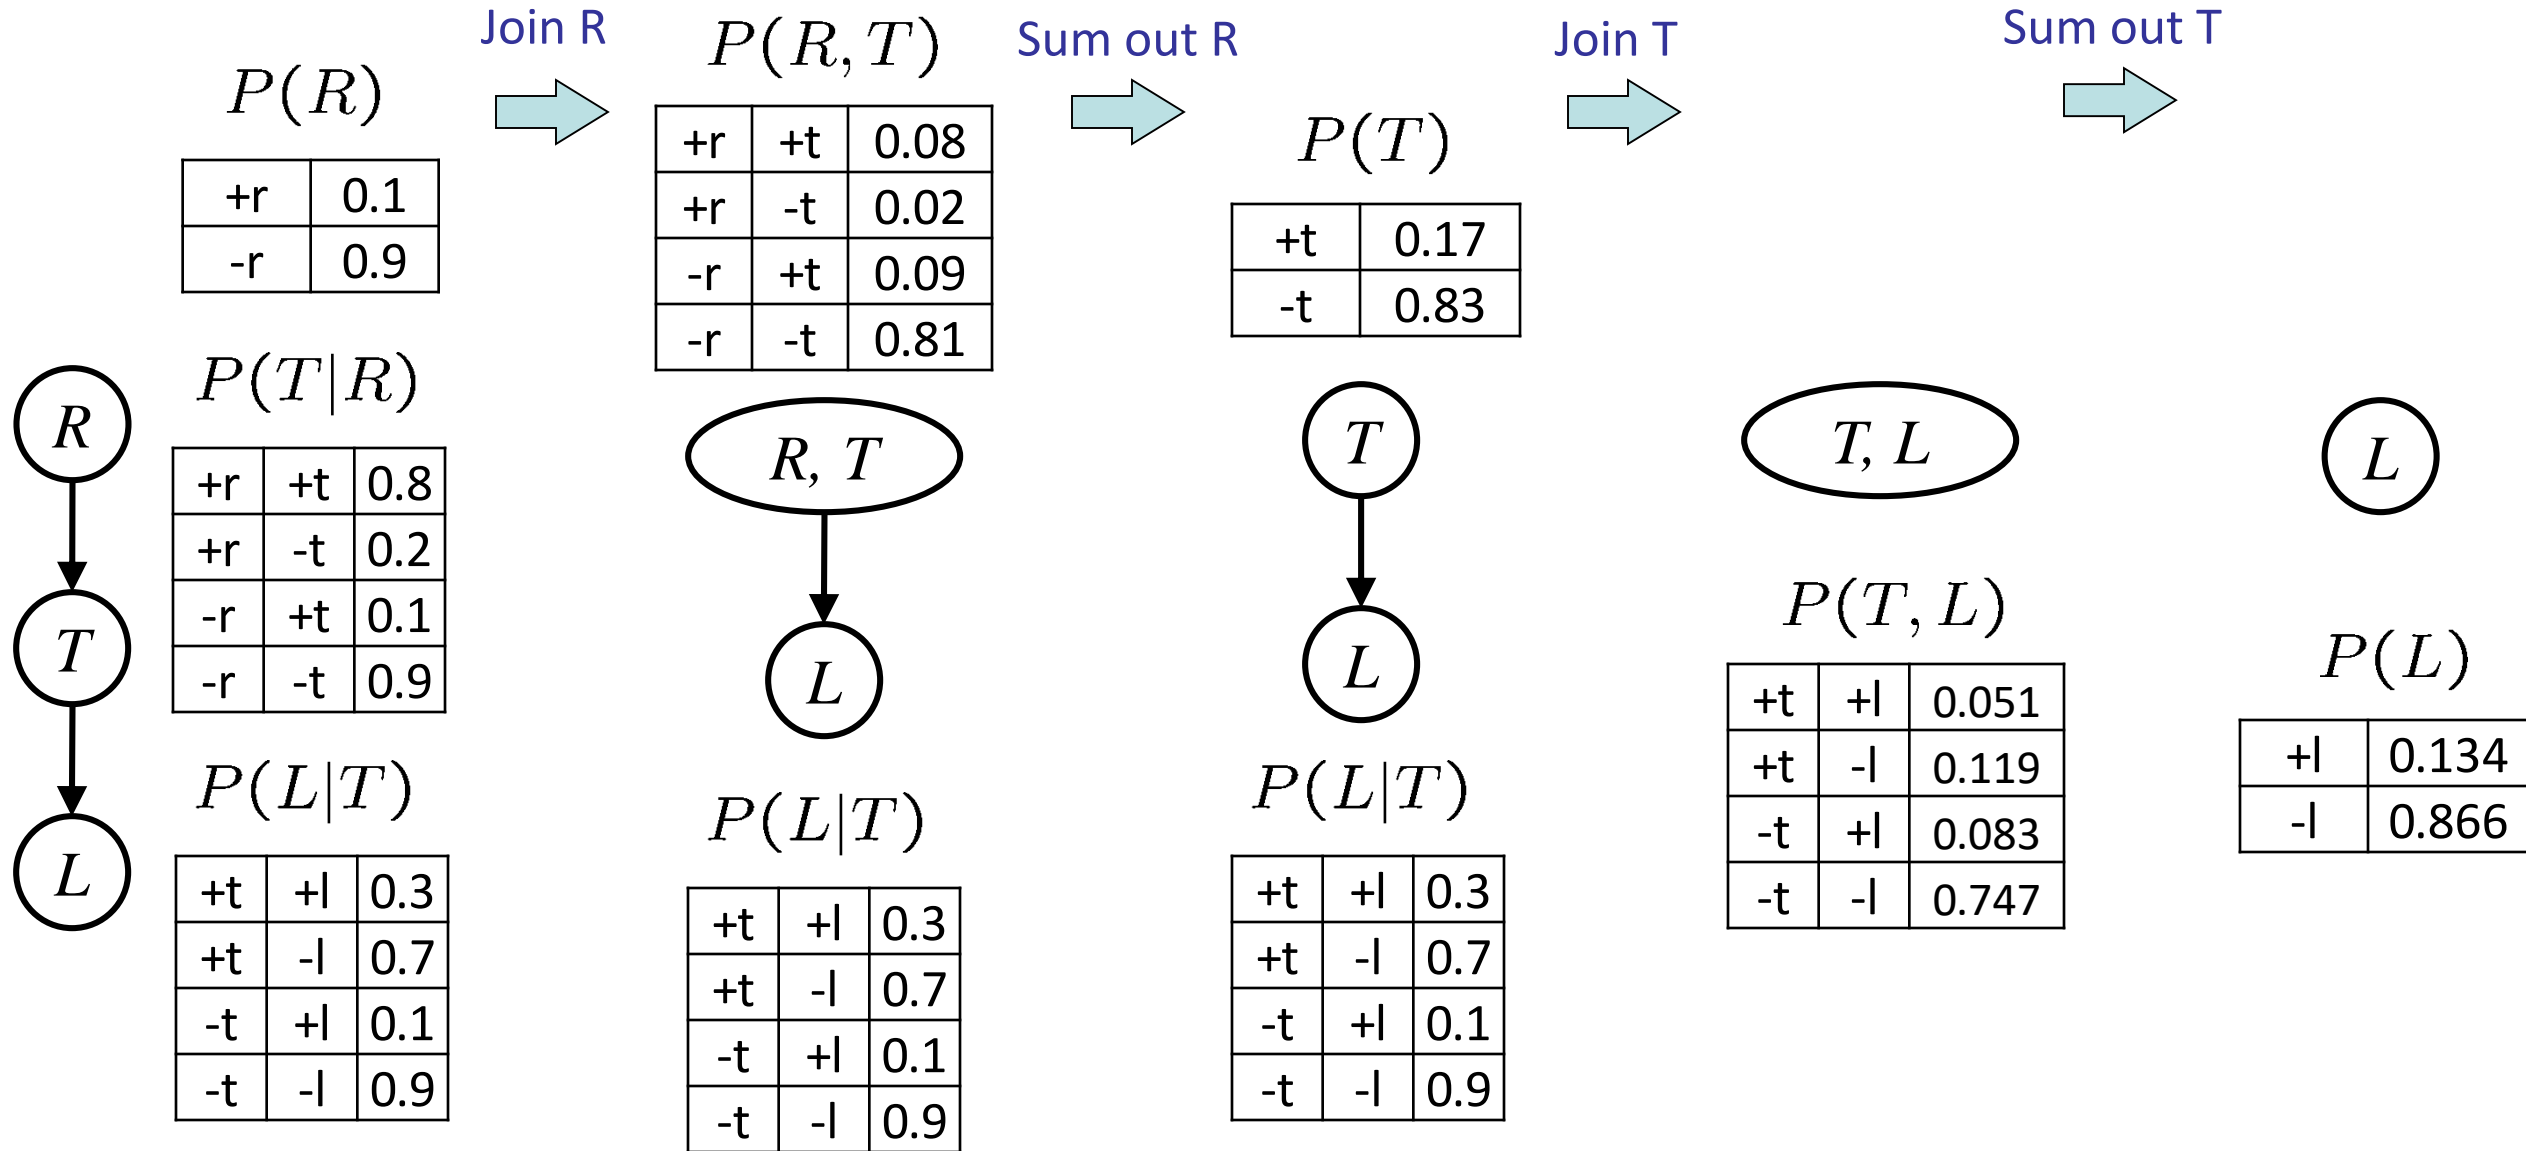 Join R
Sum out R
Join T
Sum out T
P(R)
+r 0.1
-r 0.9
P(T|R)
+r +t 0.8
+r -t 0.2
-r +t 0.1
-r -t 0.9
P(L|T)
+t +l 0.3
+t -l 0.7
-t +l 0.1
-t -l 0.9
R
T
L
P(R, T)
+r +t 0.08
+r -t 0.02
-r +t 0.09
-r -t 0.81
R, T
L
P(L|T)
+t +l 0.3
+t -l 0.7
-t +l 0.1
-t -l 0.9
P(T)
+t 0.17
-t 0.83
T
L
P(L|T)
+t +l 0.3
+t -l 0.7
-t +l 0.1
-t -l 0.9
T, L
P(T, L)
+t +l 0.051
+t -l 0.119
-t +l 0.083
-t -l 0.747
L
P(L)
+l 0.134
-l 0.866